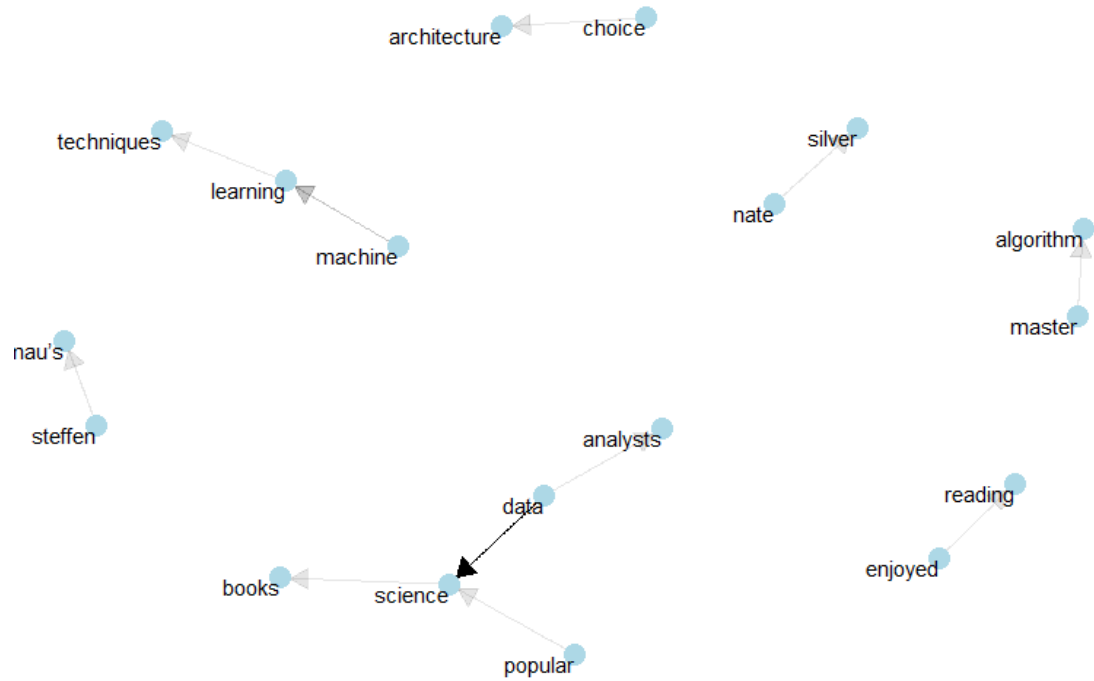 choice
architecture
silver
techniques
learning
nate
algorithm
machine
master
nau's
steffen
analysts
reading
data
enjoyed
books
science
popular